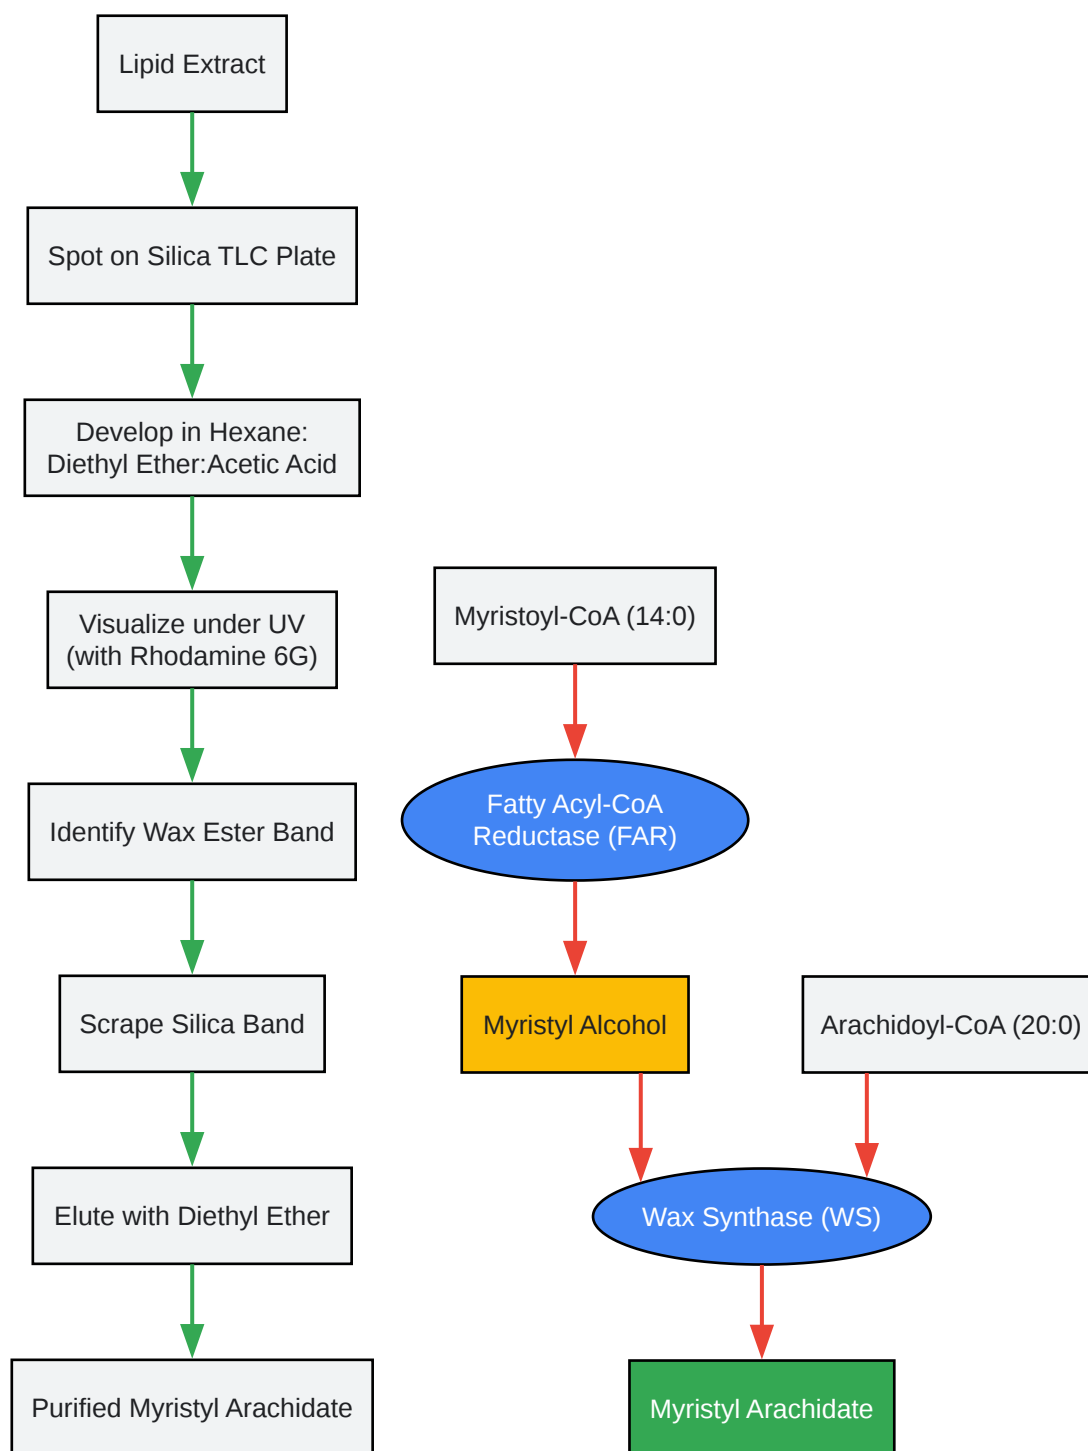 Lipid Extract
Spot on Silica TLC Plate
Develop in Hexane:
Diethyl Ether:Acetic Acid
Visualize under UV
(with Rhodamine 6G)
Identify Wax Ester Band
Scrape Silica Band
Elute with Diethyl Ether
Purified Myristyl Arachidate
Myristoyl-CoA (14:0)
Fatty Acyl-CoA
Reductase (FAR)
Myristyl Alcohol
Arachidoyl-CoA (20:0)
Wax Synthase (WS)
Myristyl Arachidate